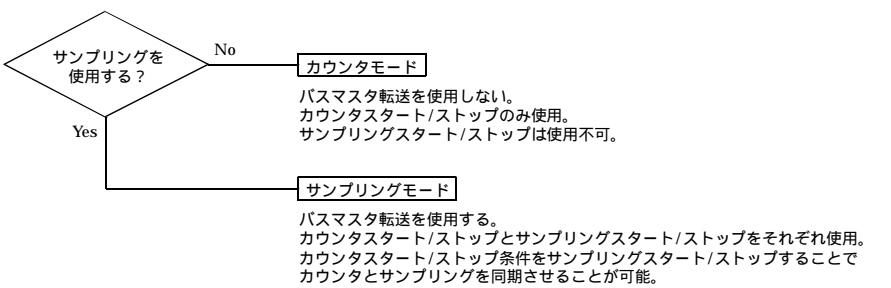 サンプリングを
使用する？
No
カウンタモード
バスマスタ転送を使用しない。
カウンタスタート/ストップのみ使用。
サンプリングスタート/ストップは使用不可。
Yes
サンプリングモード
バスマスタ転送を使用する。
カウンタスタート/ストップとサンプリングスタート/ストップをそれぞれ使用。
カウンタスタート/ストップ条件をサンプリングスタート/ストップすることで
カウンタとサンプリングを同期させることが可能。